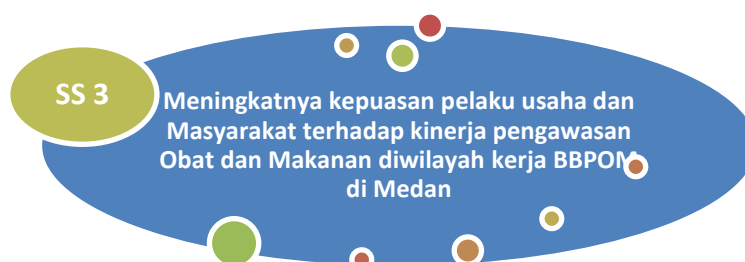 SS 3
Meningkatnya kepuasan pelaku usaha dan
Masyarakat terhadap kinerja pengawasan
Obat dan Makanan diwilayah kerja BBPOM
di Medan